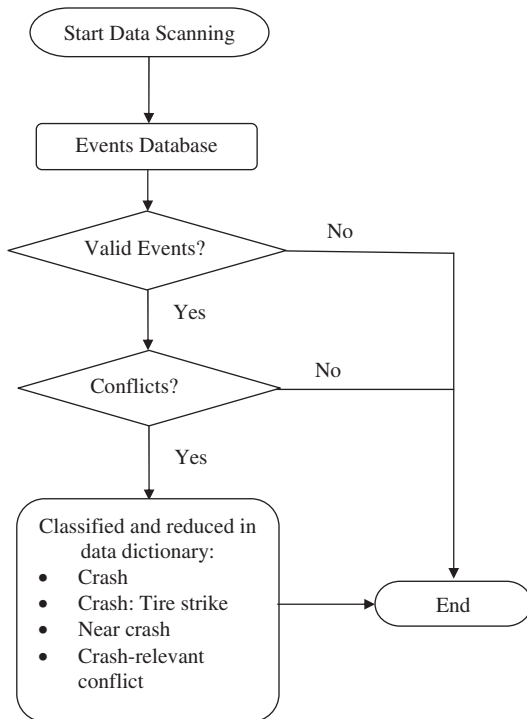 Start Data Scanning
Events Database
Valid Events?
No
Yes
Conflicts?
No
Yes
Classified and reduced in
data dictionary:
• Crash
• Crash: Tire strike
• Near crash
• Crash-relevant
conflict
End